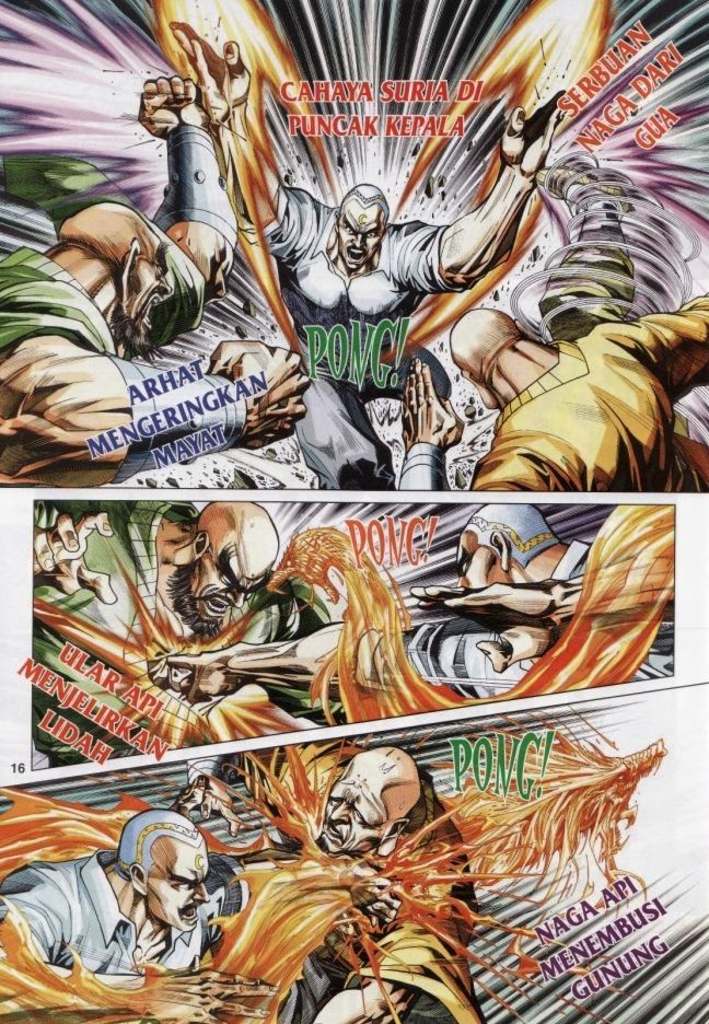 CAHAYA SURIA DI
PUNCAK KEPALA
SERBUAN
NAGA DARI
GUA
PONG!
ARHAT
MENGERINGKAN
MAYAT
PONG!
ULAR API
MENJELIRKAN
LIDAH
16
PONG!
NAGA API
MENEMBUSI
GUNUNG